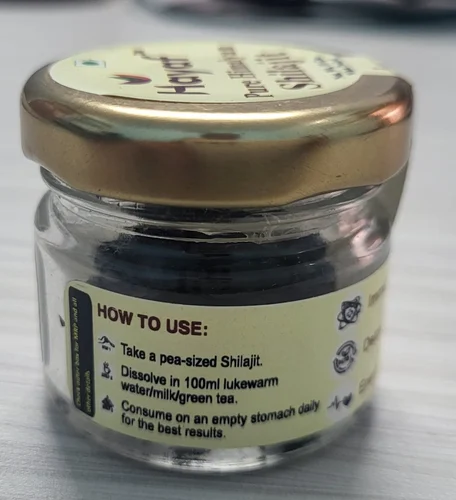 Hayat
Pure Himalayan
Shilajit
HOW TO USE:
Take a pea-sized Shilajit.
Dissolve in 100ml lukewarm
water/milk/green tea.
Consume on an empty stomach daily
for the best results.